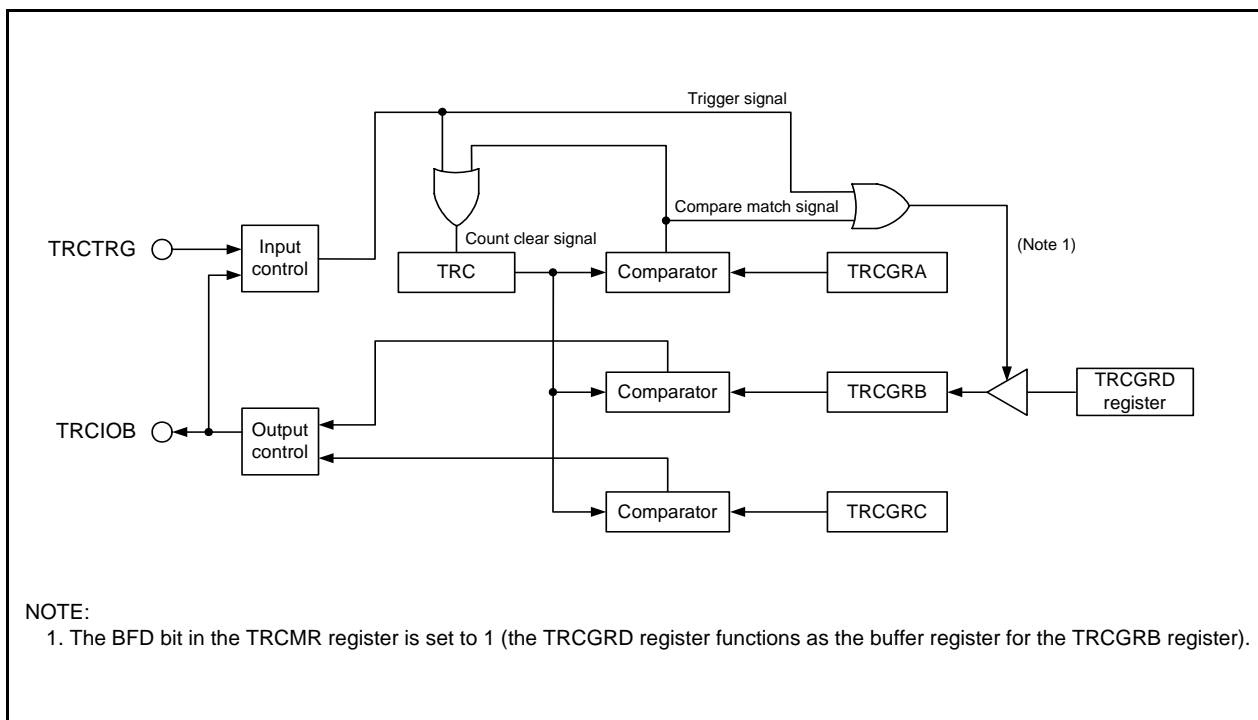 Trigger signal
Compare match signal
TRCTRG
Input
control
Count clear signal
(Note 1)
TRC
Comparator
TRCGRA
Comparator
TRCGRB
TRCGRD
register
TRCIOB
Output
control
Comparator
TRCGRC
NOTE:
1. The BFD bit in the TRCMR register is set to 1 (the TRCGRD register functions as the buffer register for the TRCGRB register).